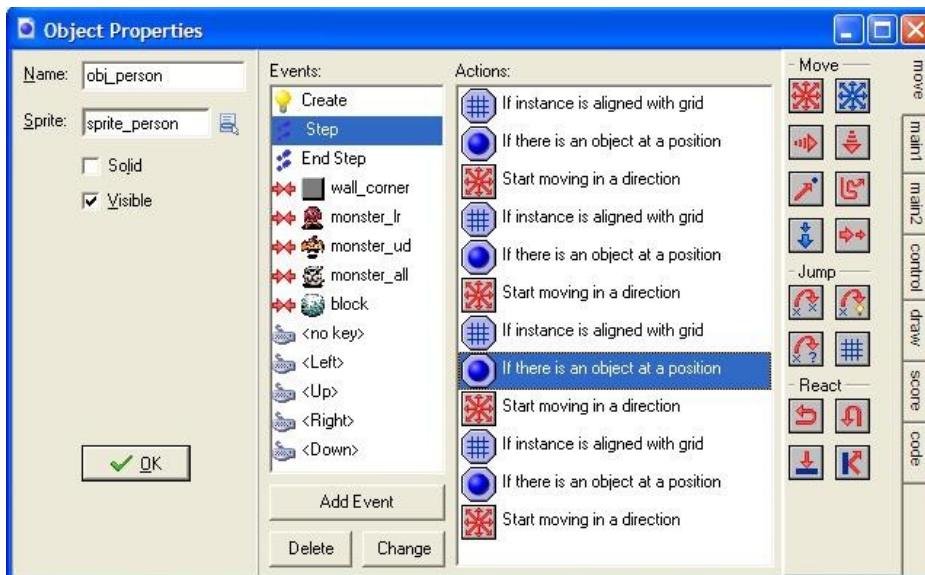 Object Properties
Name: obj_person
Sprite: sprite_person
Solid
Visible
OK
Events:
Create
Step
End Step
wall_corner
monster_lr
monster_ud
monster_all
block
<no key>
<Left>
<Up>
<Right>
<Down>
Add Event
Delete Change
Actions:
If instance is aligned with grid
If there is an object at a position
Start moving in a direction
If instance is aligned with grid
If there is an object at a position
Start moving in a direction
If instance is aligned with grid
If there is an object at a position
Start moving in a direction
If instance is aligned with grid
If there is an object at a position
Start moving in a direction
Move
Jump
React
move
main1
main2
control
draw
score
code